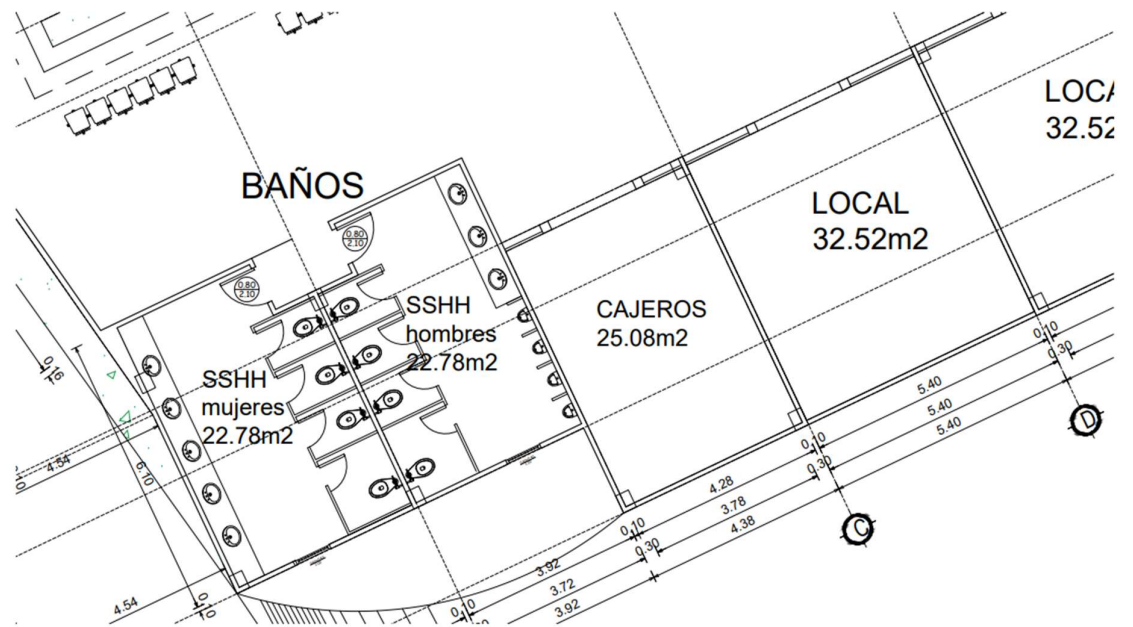 LOCA
32.52
BAÑOS
LOCAL
32.52m2
0.80
2.10
0.80
2.10
SSHH
hombres
22.78m2
CAJEROS
25.08m2
SSHH
mujeres
22.78m2
0.16
4.54
6.10
4.54
0.10
0.10
0.30
5.40
5.40
5.40
D
0.10
0.30
4.28
3.78
4.38
C
0.10
0.30
3.92
3.72
3.92
0.10